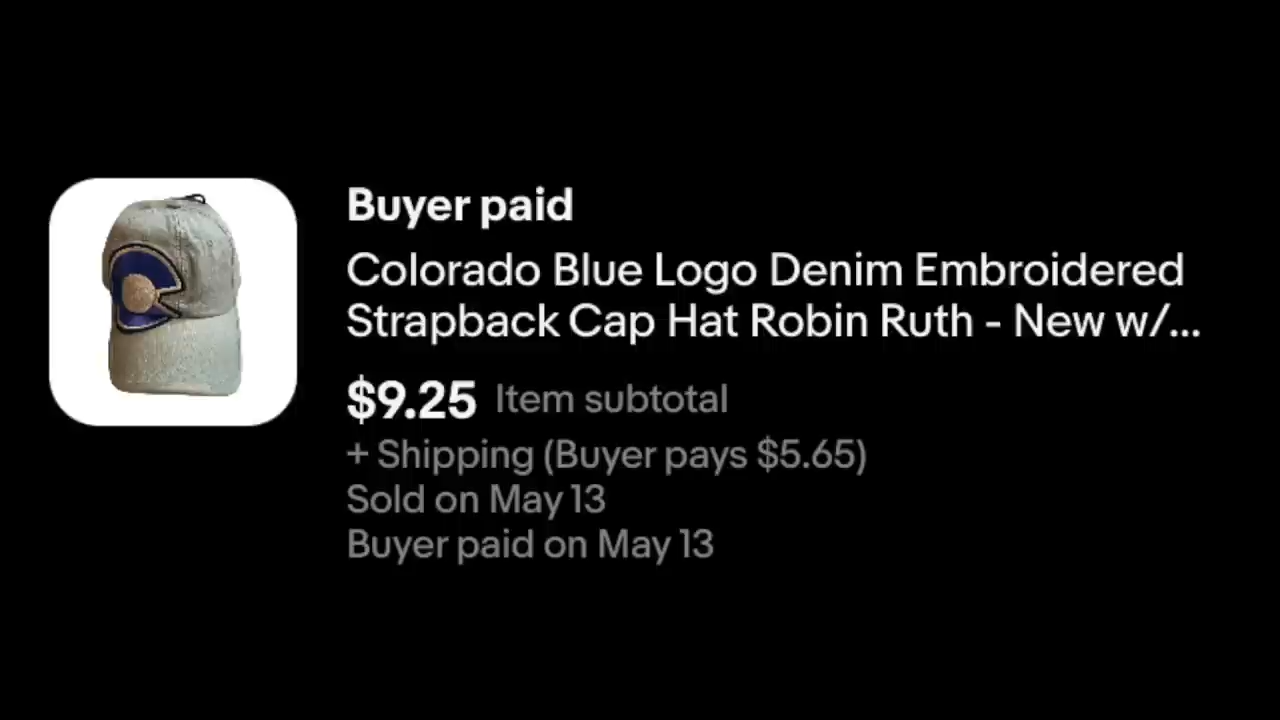 Buyer paid
Colorado Blue Logo Denim Embroidered
Strapback Cap Hat Robin Ruth - New w/...
$9.25 Item subtotal
+ Shipping (Buyer pays $5.65)
Sold on May 13
Buyer paid on May 13